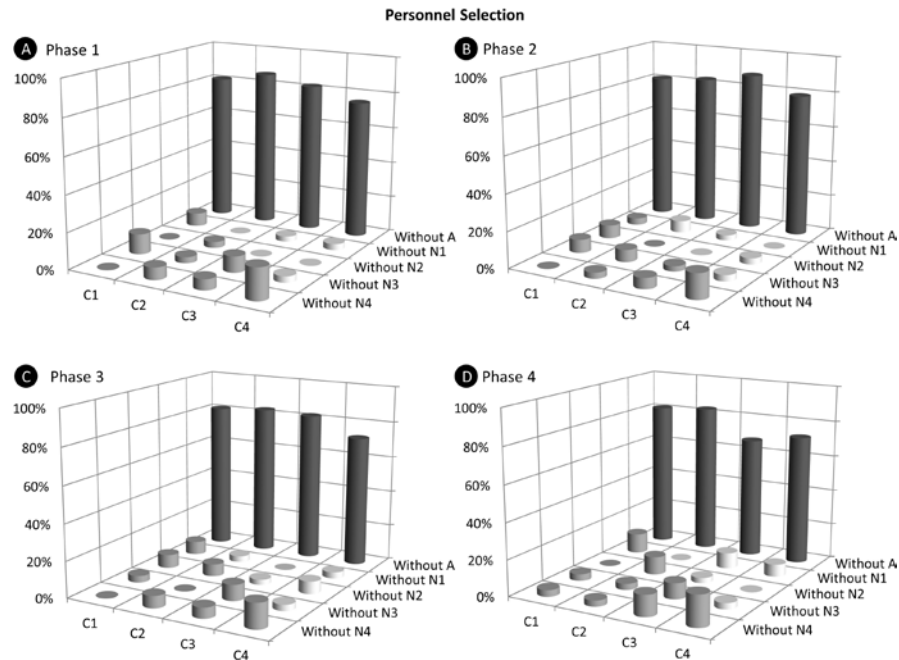 Personnel Selection
A Phase 1
100%
80%
60%
40%
20%
0%
C1
C2
C3
C4
Without A
Without N1
Without N2
Without N3
Without N4
B Phase 2
100%
80%
60%
40%
20%
0%
C1
C2
C3
C4
Without A
Without N1
Without N2
Without N3
Without N4
C Phase 3
100%
80%
60%
40%
20%
0%
C1
C2
C3
C4
Without A
Without N1
Without N2
Without N3
Without N4
D Phase 4
100%
80%
60%
40%
20%
0%
C1
C2
C3
C4
Without A
Without N1
Without N2
Without N3
Without N4